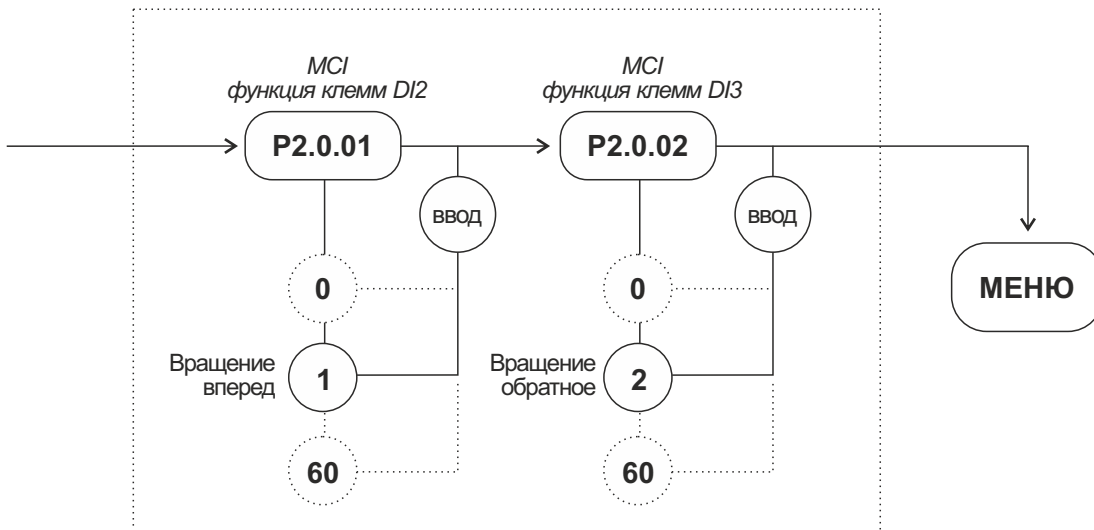 MCI
функция клемм DI2
P2.0.01
ВВОД
0
Вращение
вперед
1
60
MCI
функция клемм DI3
P2.0.02
ВВОД
0
Вращение
обратное
2
60
МЕНЮ